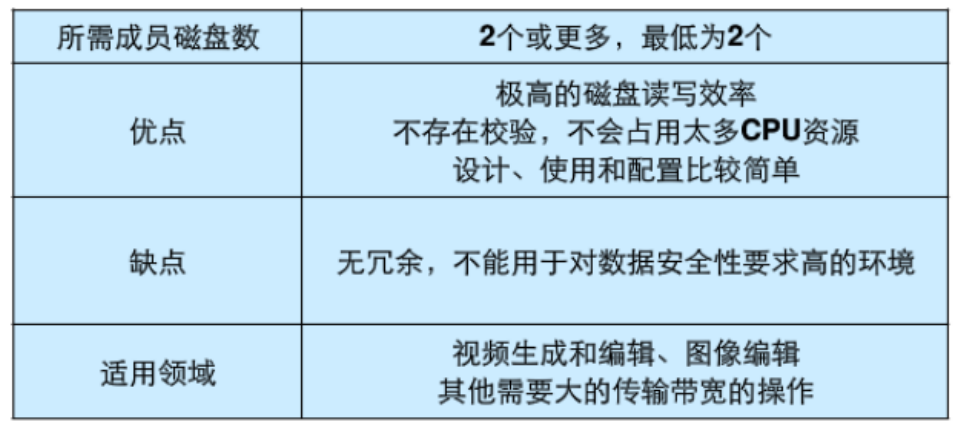 所需成员磁盘数
2个或更多，最低为2个
优点
极高的磁盘读写效率
不存在校验，不会占用太多CPU资源
设计、使用和配置比较简单
缺点
无冗余，不能用于对数据安全性要求高的环境
适用领域
视频生成和编辑、图像编辑
其他需要大的传输带宽的操作